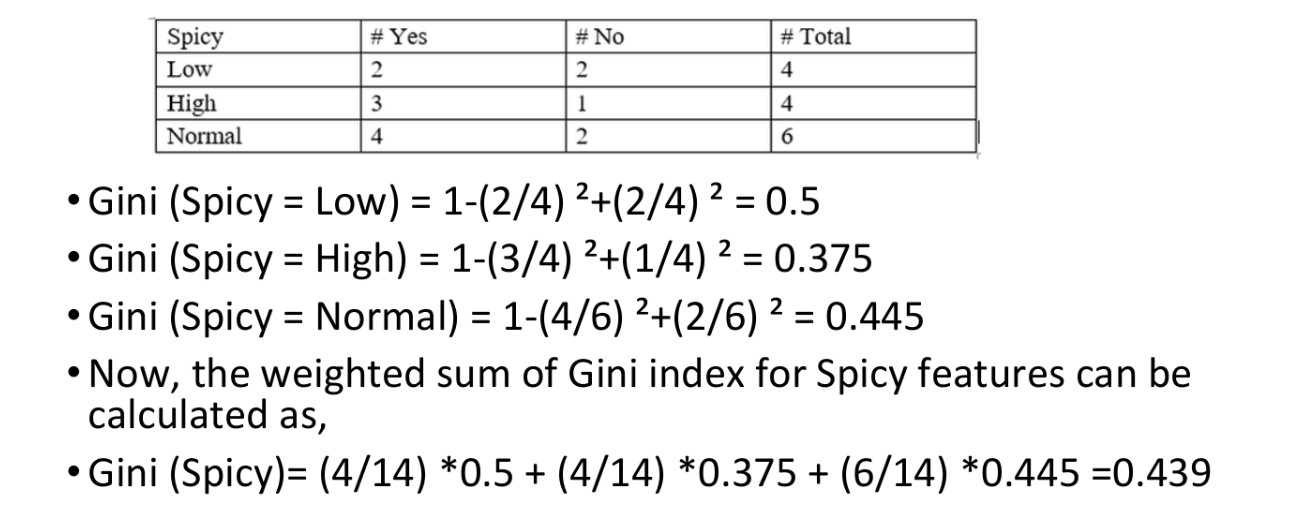 Spicy # Yes # No # Total
Low 2 2 4
High 3 1 4
Normal 4 2 6
• Gini (Spicy = Low) = 1-(2/4) ²+(2/4) ² = 0.5
• Gini (Spicy = High) = 1-(3/4) ²+(1/4) ² = 0.375
• Gini (Spicy = Normal) = 1-(4/6) ²+(2/6) ² = 0.445
• Now, the weighted sum of Gini index for Spicy features can be
calculated as,
• Gini (Spicy)= (4/14) *0.5 + (4/14) *0.375 + (6/14) *0.445 =0.439